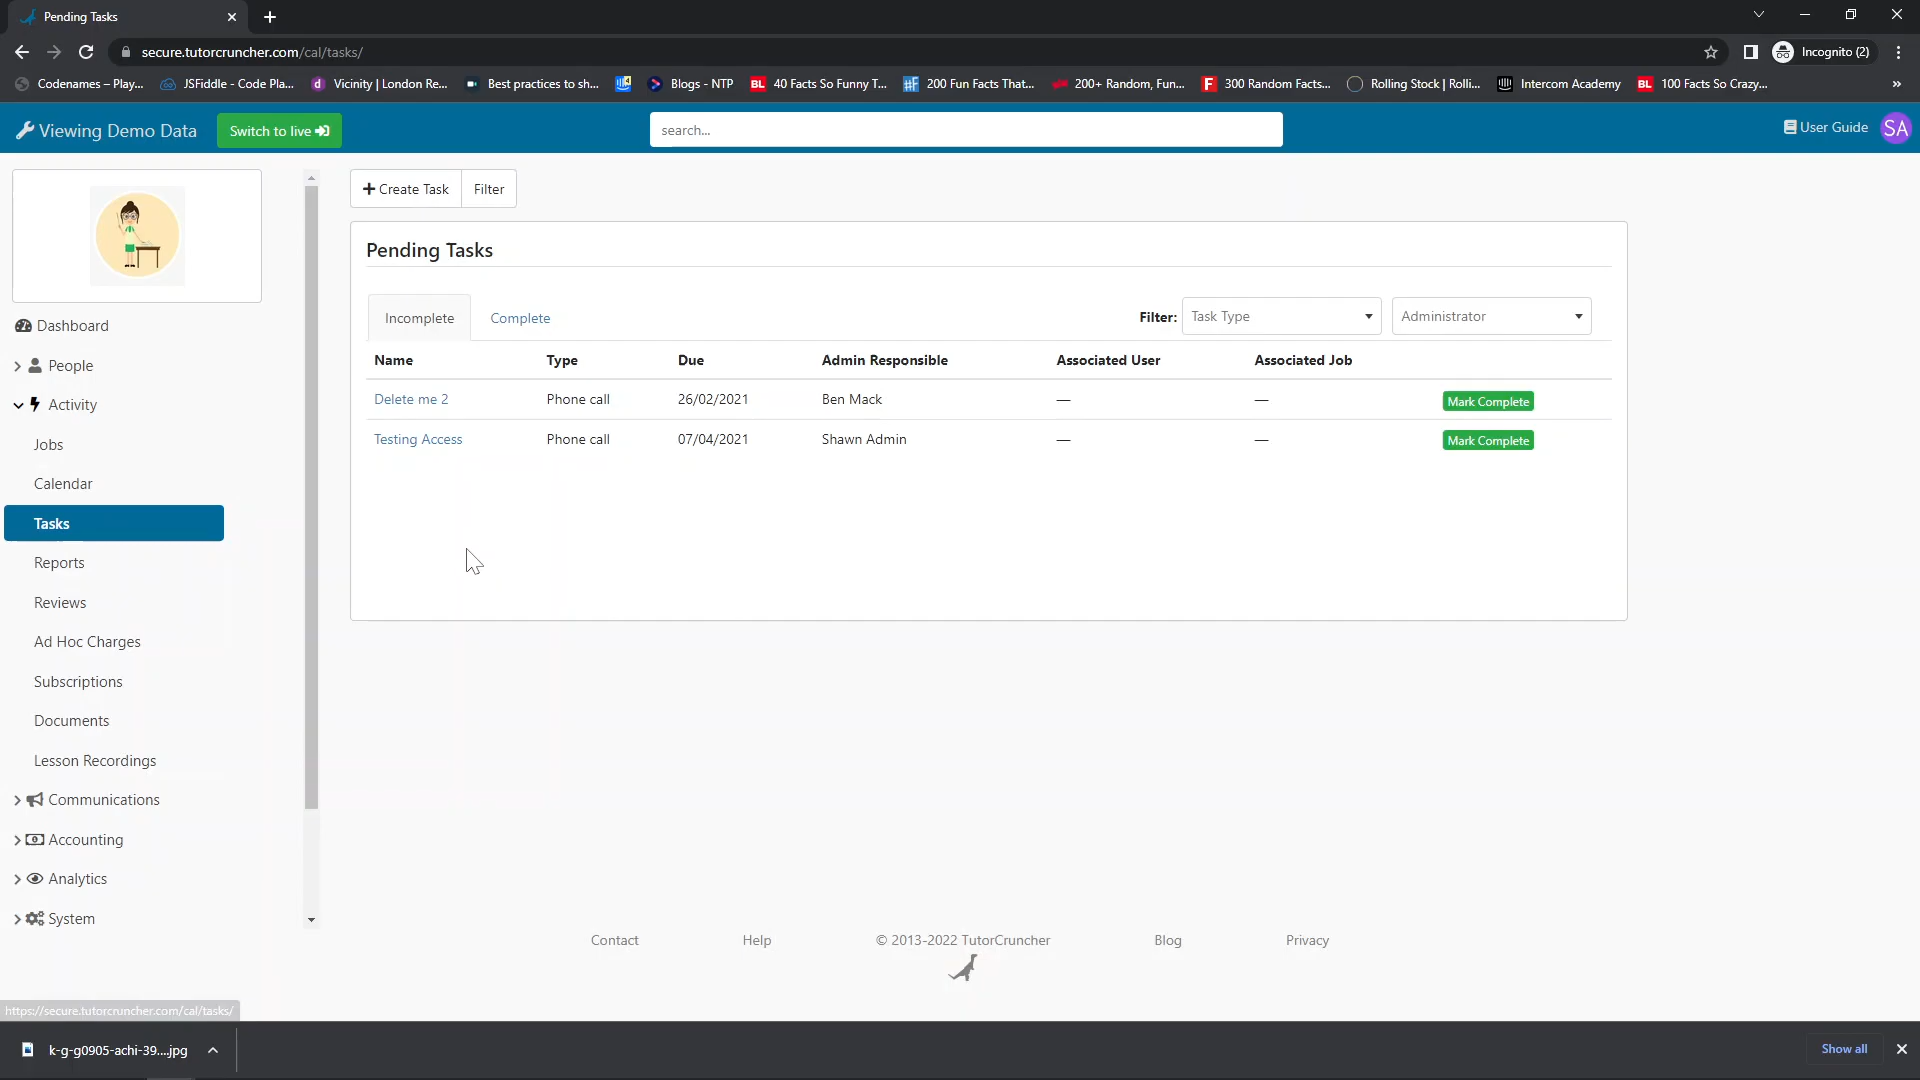 Pending Tasks
secure.tutorcruncher.com/cal/tasks/
Incognito (2)
Codenames – Play...
JSFiddle - Code Pla...
Vicinity | London Re...
Best practices to sh...
Blogs - NTP
BL 40 Facts So Funny T...
#F 200 Fun Facts That...
200+ Random, Fun...
F 300 Random Facts...
Rolling Stock | Rolli...
Intercom Academy
BL 100 Facts So Crazy...
»
Viewing Demo Data
Switch to live
search...
User Guide
SA
Create Task
Filter
Pending Tasks
Incomplete
Complete
Filter:
Task Type
Administrator
Name Type Due Admin Responsible Associated User Associated Job
Delete me 2 Phone call 26/02/2021 Ben Mack — — Mark Complete
Testing Access Phone call 07/04/2021 Shawn Admin — — Mark Complete
Dashboard
People
Activity
Jobs
Calendar
Tasks
Reports
Reviews
Ad Hoc Charges
Subscriptions
Documents
Lesson Recordings
Communications
Accounting
Analytics
System
Contact
Help
© 2013-2022 TutorCruncher
Blog
Privacy
https://secure.tutorcruncher.com/cal/tasks/
k-g-g0905-achi-39....jpg
Show all